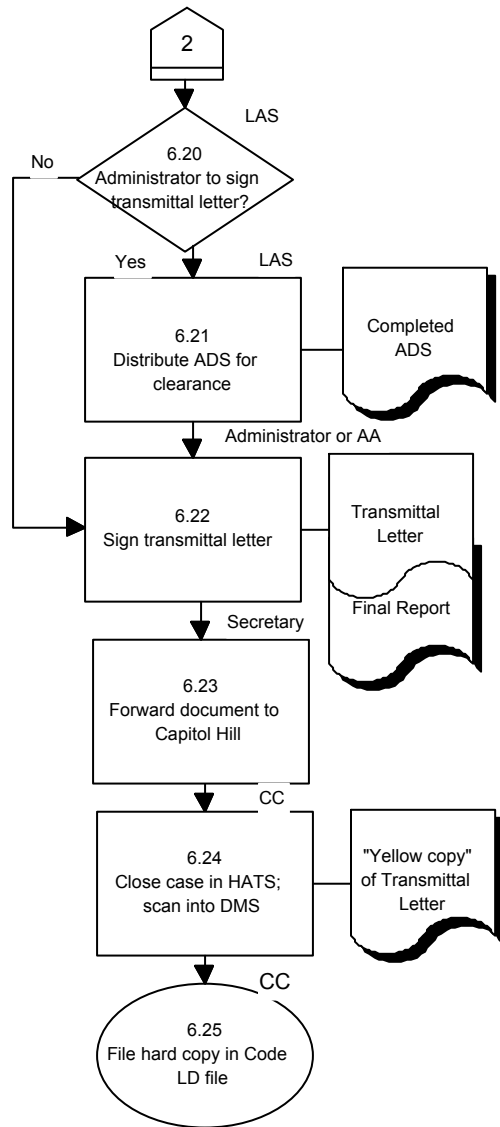 2
LAS
No
6.20
Administrator to sign
transmittal letter?
Yes
LAS
6.21
Distribute ADS for
clearance
Completed
ADS
Administrator or AA
6.22
Sign transmittal letter
Transmittal
Letter
Final Report
Secretary
6.23
Forward document to
Capitol Hill
CC
6.24
Close case in HATS;
scan into DMS
"Yellow copy"
of Transmittal
Letter
CC
6.25
File hard copy in Code
LD file